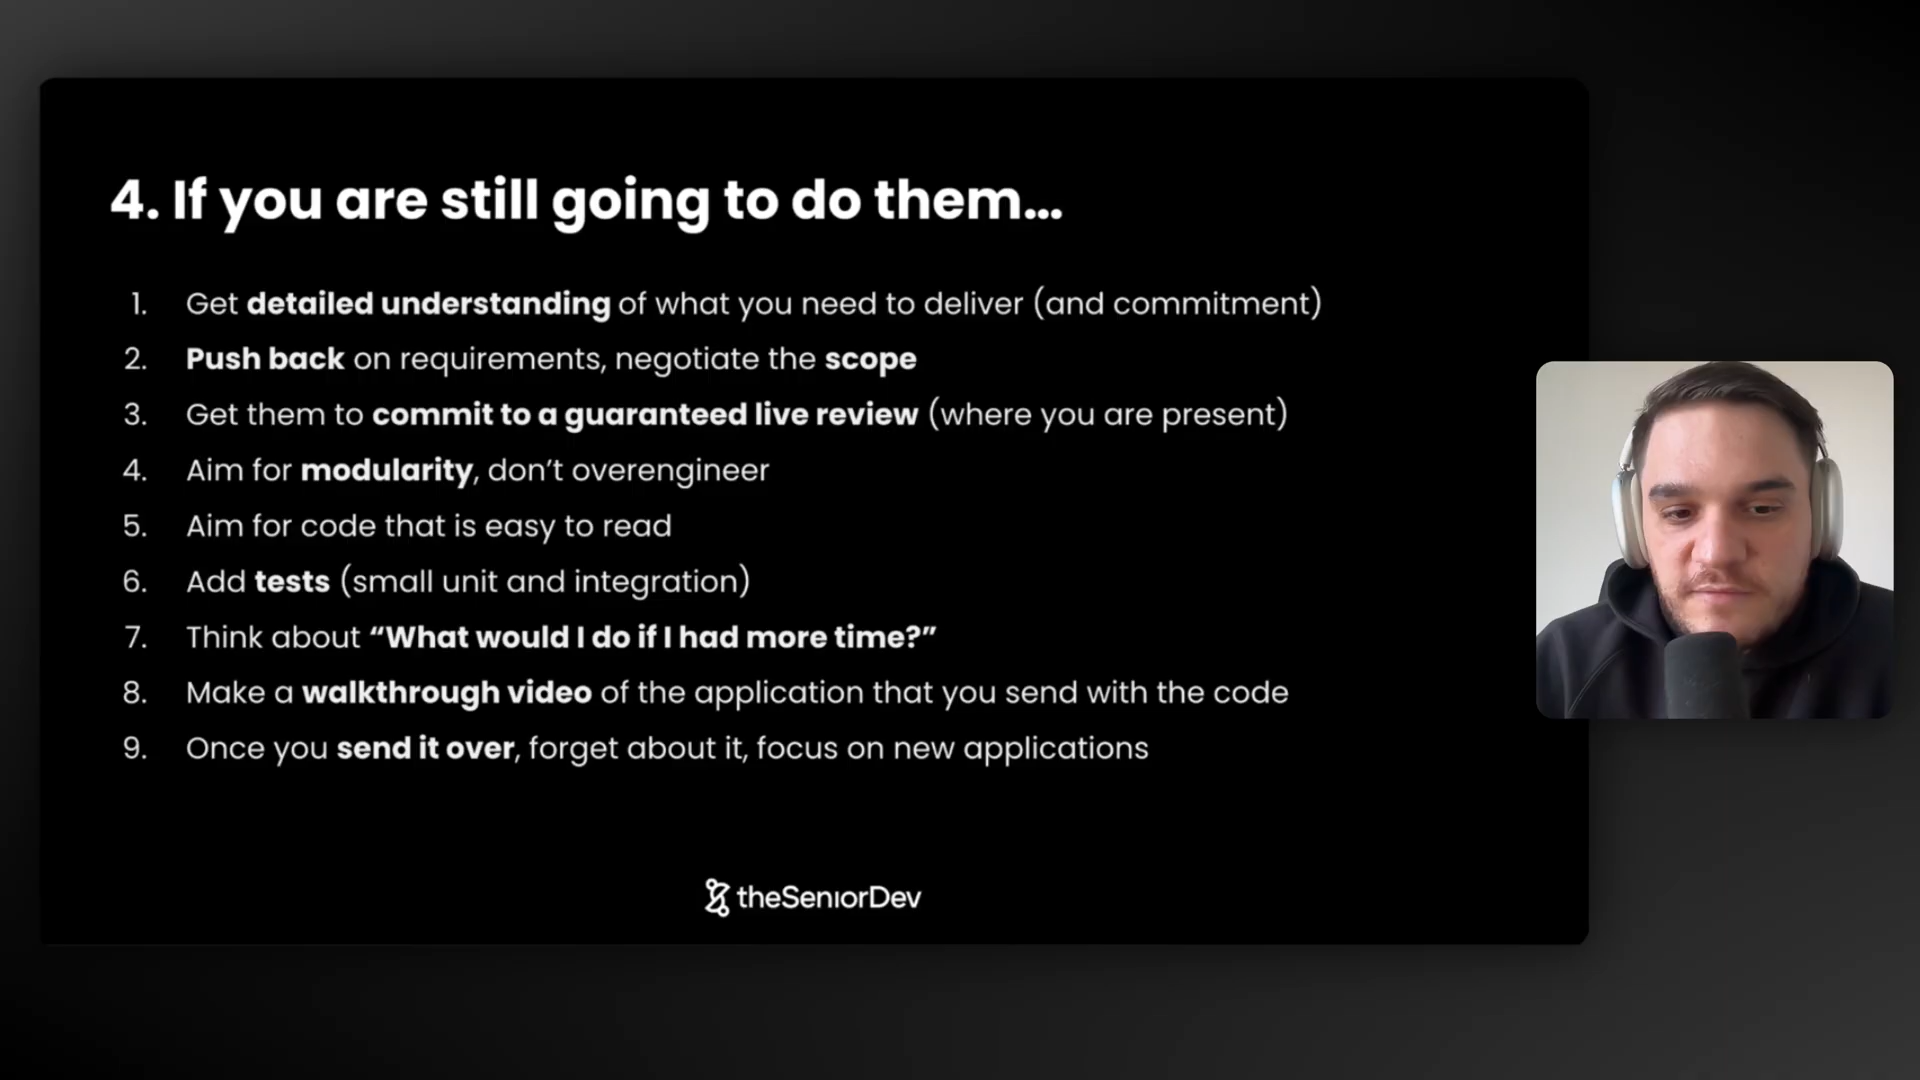 4. If you are still going to do them...
1. Get detailed understanding of what you need to deliver (and commitment)
2. Push back on requirements, negotiate the scope
3. Get them to commit to a guaranteed live review (where you are present)
4. Aim for modularity, don’t overengineer
5. Aim for code that is easy to read
6. Add tests (small unit and integration)
7. Think about “What would I do if I had more time?”
8. Make a walkthrough video of the application that you send with the code
9. Once you send it over, forget about it, focus on new applications
theSeniorDev